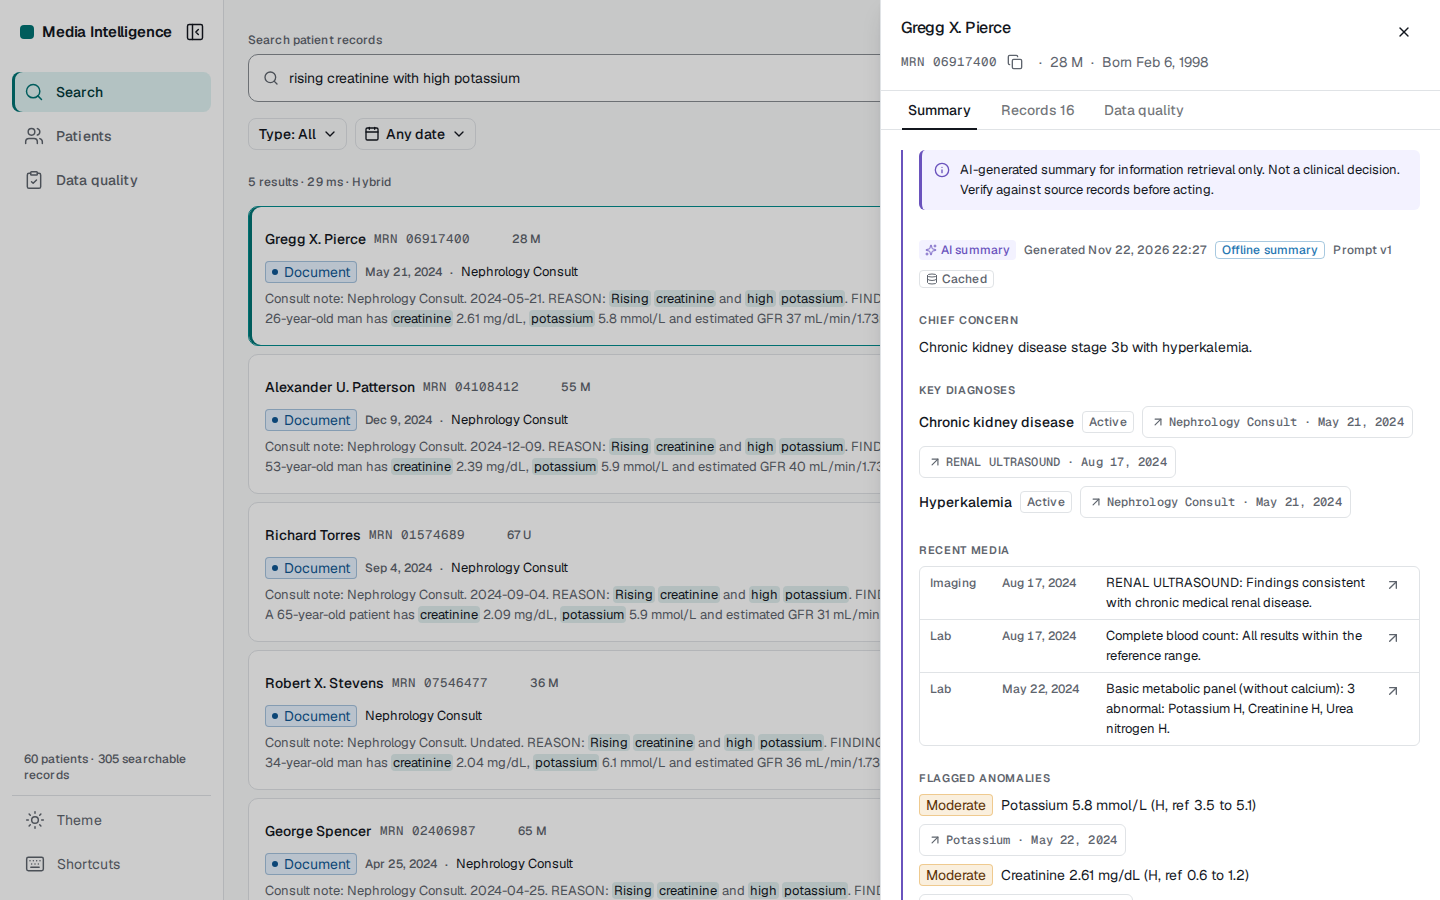 Media Intelligence
Search
Patients
Data quality
60 patients · 305 searchable
records
Theme
Shortcuts
Search patient records
rising creatinine with high potassium
Type: All
Any date
5 results · 29 ms · Hybrid
Gregg X. Pierce MRN 06917400 28 M
Document May 21, 2024 · Nephrology Consult
Consult note: Nephrology Consult. 2024-05-21. REASON: Rising creatinine and high potassium. FIND
26-year-old man has creatinine 2.61 mg/dL, potassium 5.8 mmol/L and estimated GFR 37 mL/min/1.73
Alexander U. Patterson MRN 04108412 55 M
Document Dec 9, 2024 · Nephrology Consult
Consult note: Nephrology Consult. 2024-12-09. REASON: Rising creatinine and high potassium. FIND
53-year-old man has creatinine 2.39 mg/dL, potassium 5.9 mmol/L and estimated GFR 40 mL/min/1.73
Richard Torres MRN 01574689 67 U
Document Sep 4, 2024 · Nephrology Consult
Consult note: Nephrology Consult. 2024-09-04. REASON: Rising creatinine and high potassium. FIND
A 65-year-old patient has creatinine 2.09 mg/dL, potassium 5.9 mmol/L and estimated GFR 31 mL/min
Robert X. Stevens MRN 07546477 36 M
Document Nephrology Consult
Consult note: Nephrology Consult. Undated. REASON: Rising creatinine and high potassium. FINDING
34-year-old man has creatinine 2.04 mg/dL, potassium 6.1 mmol/L and estimated GFR 36 mL/min/1.73
George Spencer MRN 02406987 65 M
Document Apr 25, 2024 · Nephrology Consult
Consult note: Nephrology Consult. 2024-04-25. REASON: Rising creatinine and high potassium. FIND
Gregg X. Pierce
MRN 06917400 · 28 M · Born Feb 6, 1998
Summary Records 16 Data quality
AI-generated summary for information retrieval only. Not a clinical decision.
Verify against source records before acting.
AI summary Generated Nov 22, 2026 22:27 Offline summary Prompt v1
Cached
CHIEF CONCERN
Chronic kidney disease stage 3b with hyperkalemia.
KEY DIAGNOSES
Chronic kidney disease Active Nephrology Consult · May 21, 2024
RENAL ULTRASOUND · Aug 17, 2024
Hyperkalemia Active Nephrology Consult · May 21, 2024
RECENT MEDIA
Imaging Aug 17, 2024 RENAL ULTRASOUND: Findings consistent
with chronic medical renal disease.
Lab Aug 17, 2024 Complete blood count: All results within the
reference range.
Lab May 22, 2024 Basic metabolic panel (without calcium): 3
abnormal: Potassium H, Creatinine H, Urea
nitrogen H.
FLAGGED ANOMALIES
Moderate Potassium 5.8 mmol/L (H, ref 3.5 to 5.1)
Potassium · May 22, 2024
Moderate Creatinine 2.61 mg/dL (H, ref 0.6 to 1.2)